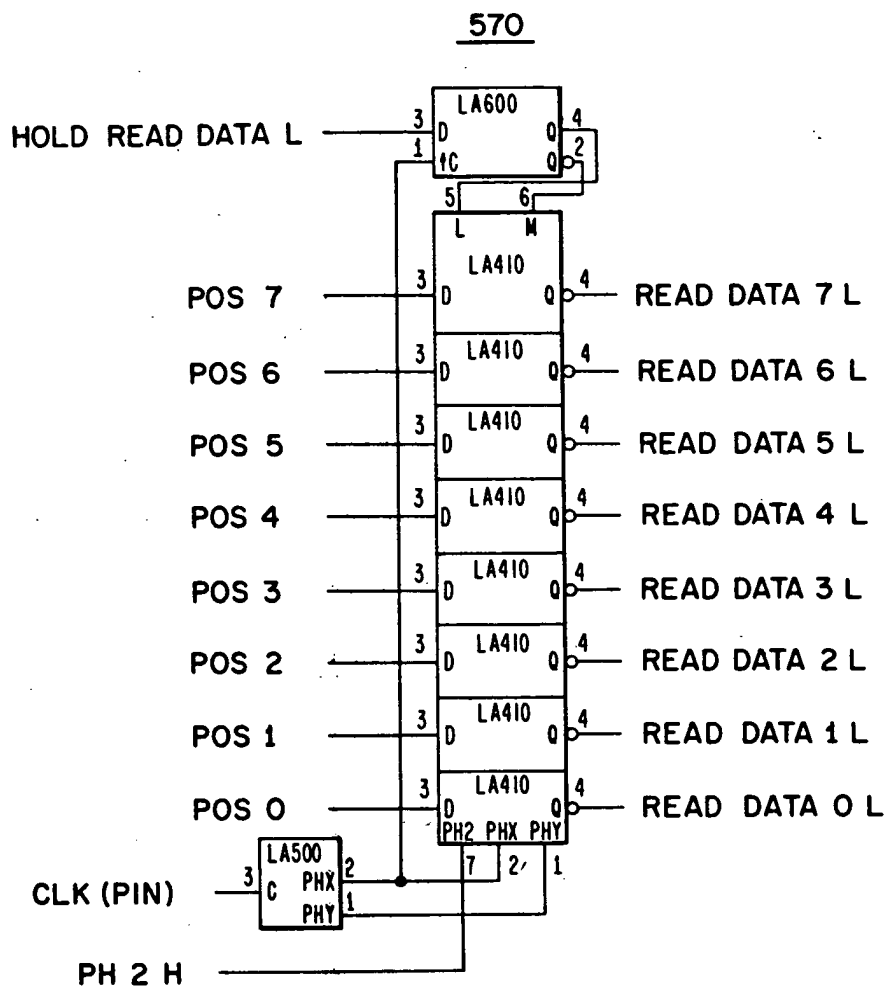 570
LA600
HOLD READ DATA L 3 D Q 4
1 ↑C Q 2
5 6
L M
LA410
POS 7 3 D Q 4 READ DATA 7 L
LA410
POS 6 3 D Q 4 READ DATA 6 L
LA410
POS 5 3 D Q 4 READ DATA 5 L
LA410
POS 4 3 D Q 4 READ DATA 4 L
LA410
POS 3 3 D Q 4 READ DATA 3 L
LA410
POS 2 3 D Q 4 READ DATA 2 L
LA410
POS 1 3 D Q 4 READ DATA 1 L
LA410
POS 0 3 D Q 4 READ DATA 0 L
PH2 PHX PHY
7 2 1
LA500
CLK (PIN) 3 C PHX 2
PHY 1
PH 2 H